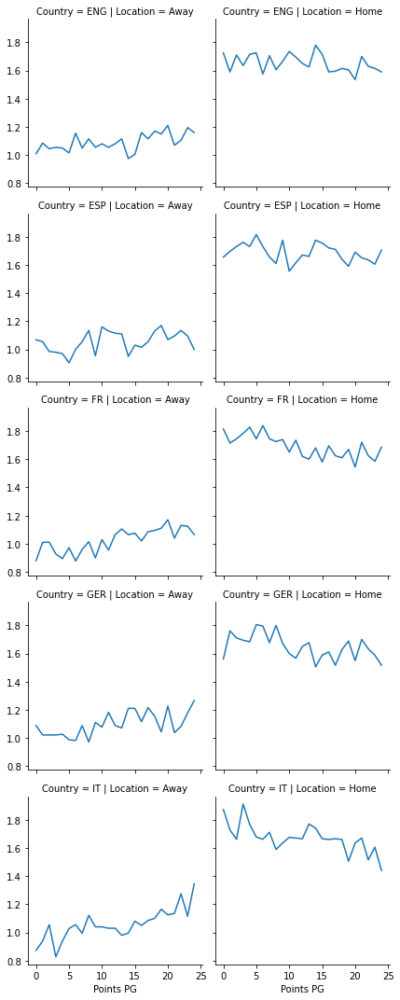 Country = ENG | Location = Away
Country = ENG | Location = Home
1.8
1.6
1.4
1.2
1.0
0.8
Country = ESP | Location = Away
Country = ESP | Location = Home
1.8
1.6
1.4
1.2
1.0
0.8
Country = FR | Location = Away
Country = FR | Location = Home
1.8
1.6
1.4
1.2
1.0
0.8
Country = GER | Location = Away
Country = GER | Location = Home
1.8
1.6
1.4
1.2
1.0
0.8
Country = IT | Location = Away
Country = IT | Location = Home
1.8
1.6
1.4
1.2
1.0
0.8
0 5 10 15 20 25
0 5 10 15 20 25
Points PG
Points PG